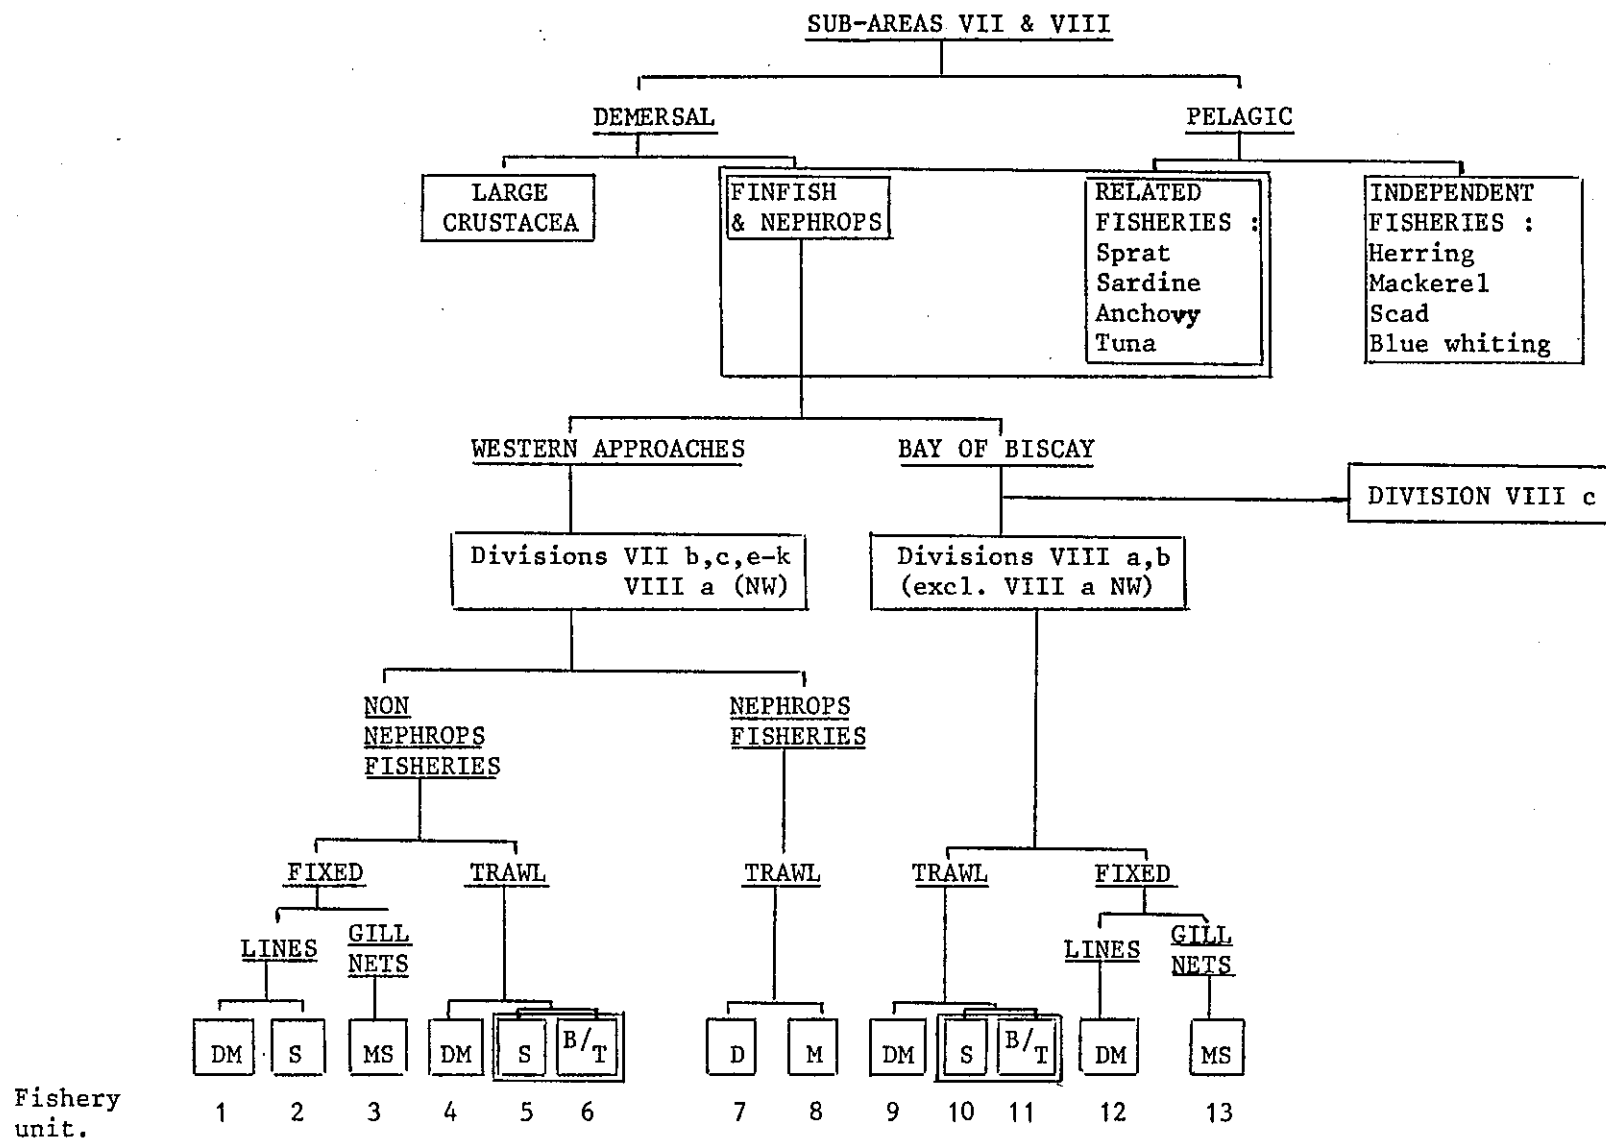 SUB-AREAS VII & VIII
DEMERSAL
PELAGIC
LARGE
CRUSTACEA
FINFISH
& NEPHROPS
RELATED
FISHERIES :
Sprat
Sardine
Anchovy
Tuna
INDEPENDENT
FISHERIES :
Herring
Mackerel
Scad
Blue whiting
WESTERN APPROACHES
BAY OF BISCAY
DIVISION VIII c
Divisions VII b,c,e-k
VIII a (NW)
Divisions VIII a,b
(excl. VIII a NW)
NON
NEPHROPS
FISHERIES
NEPHROPS
FISHERIES
FIXED
TRAWL
TRAWL
TRAWL
FIXED
LINES
GILL
NETS
LINES
GILL
NETS
DM
S
MS
DM
S
B/T
D
M
DM
S
B/T
DM
MS
Fishery
unit.
1 2 3 4 5 6 7 8 9 10 11 12 13